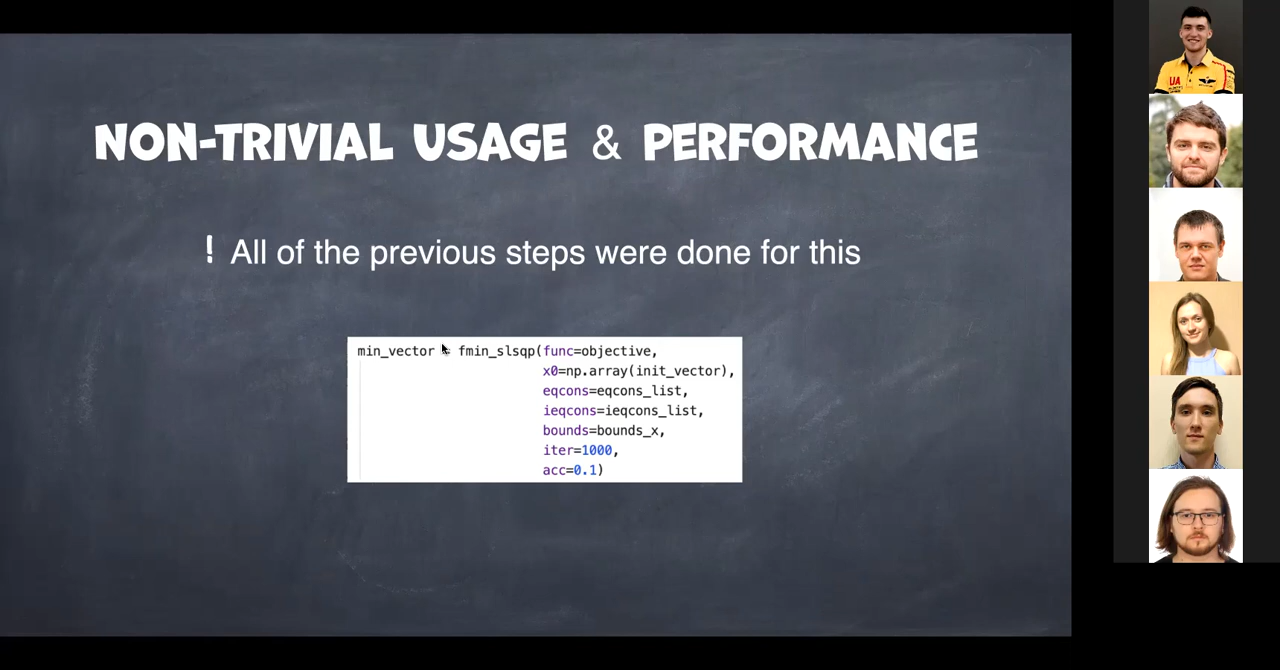 NON-TRIVIAL USAGE & PERFORMANCE
! All of the previous steps were done for this
min_vector = fmin_slsqp(func=objective,
x0=np.array(init_vector),
eqcons=eqcons_list,
ieqcons=ieqcons_list,
bounds=bounds_x,
iter=1000,
acc=0.1)
UA